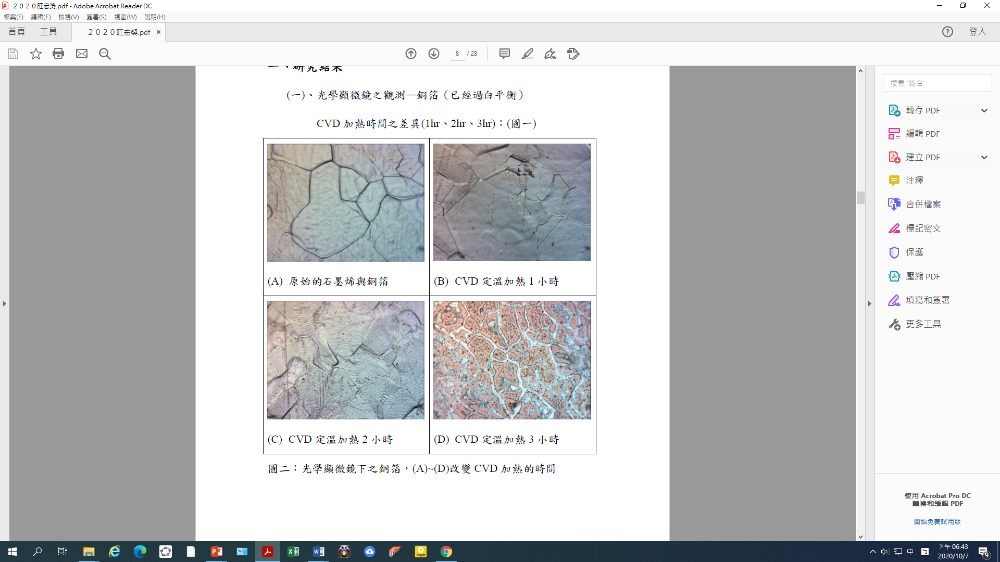 ２０２０旺宏獎.pdf - Adobe Acrobat Reader DC
檔案(F) 編輯(E) 檢視(V) 簽署(S) 視窗(W) 說明(H)
首頁 工具 ２０２０旺宏獎.pdf × 登入
8 / 28
二、研究結果
(一)、光學顯微鏡之觀測—銅箔（已經過白平衡）
CVD 加熱時間之差異(1hr、2hr、3hr)：(圖一)
(A) 原始的石墨烯與銅箔
(B) CVD 定溫加熱 1 小時
(C) CVD 定溫加熱 2 小時
(D) CVD 定溫加熱 3 小時
圖二：光學顯微鏡下之銅箔，(A)~(D)改變 CVD 加熱的時間
搜尋 '簽名'
轉存 PDF
編輯 PDF
建立 PDF
注釋
合併檔案
標記密文
保護
壓縮 PDF
填寫和簽署
更多工具
使用 Acrobat Pro DC
轉換和編輯 PDF
開始免費試用版
Player
中
下午 06:43
2020/10/7
9